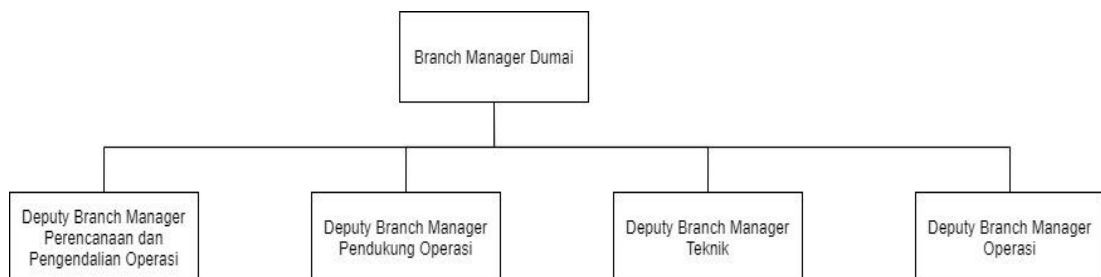 Branch Manager Dumai
Deputy Branch Manager
Perencanaan dan
Pengendalian Operasi
Deputy Branch Manager
Pendukung Operasi
Deputy Branch Manager
Teknik
Deputy Branch Manager
Operasi